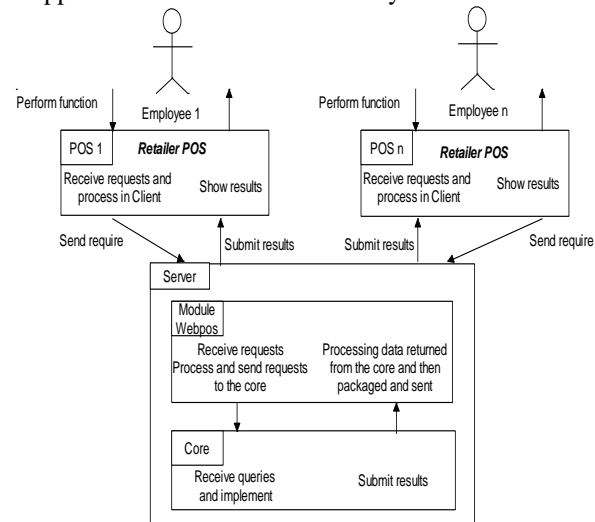 Perform function
Employee 1
Perform function
Employee n
POS 1
Retailer POS
Receive requests and
process in Client
Show results
POS n
Retailer POS
Receive requests and
process in Client
Show results
Send require
Submit results
Submit results
Send require
Server
Module
Webpos
Receive requests
Process and send requests
to the core
Processing data returned
from the core and then
packaged and sent
Core
Receive queries
and implement
Submit results